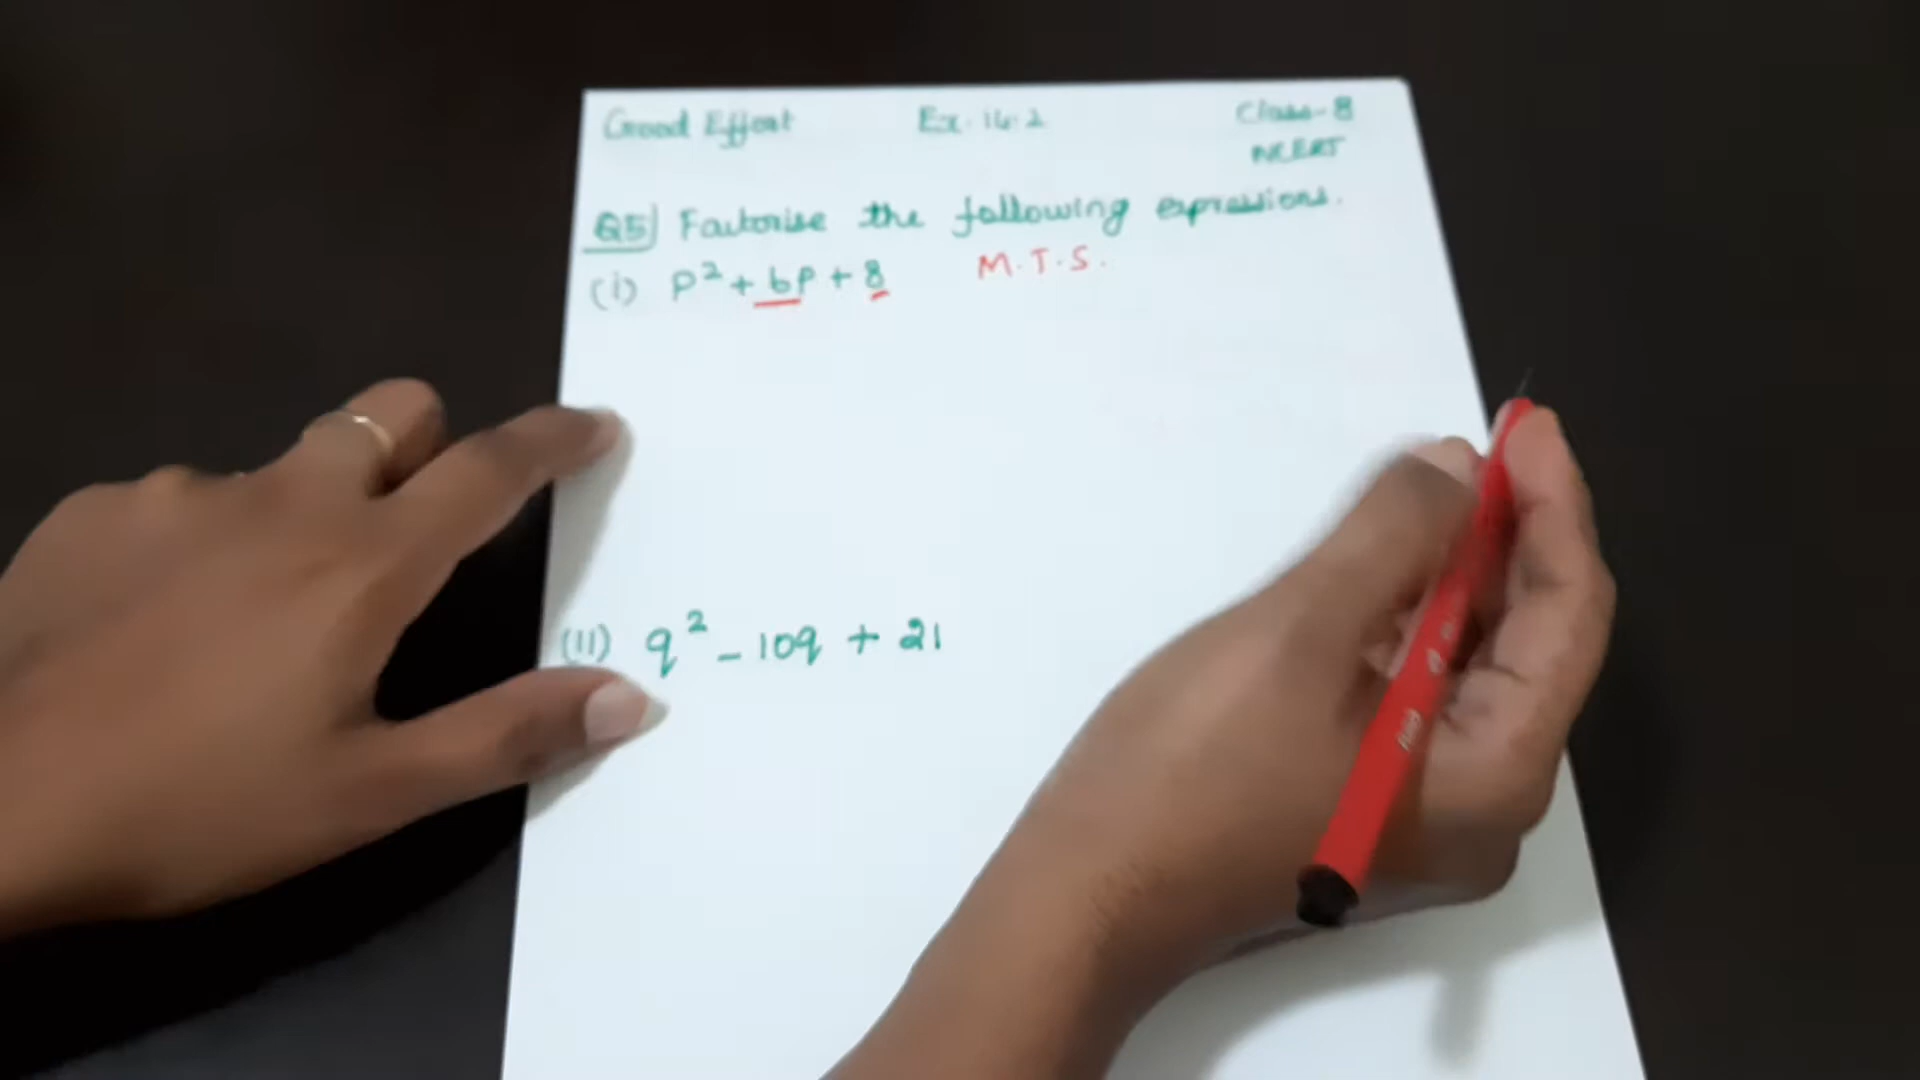 Good Effort Ex. 14.2 Class-8
NCERT
Q5 Factorise the following expressions.
(i) p² + 6p + 8 M.T.S.
(ii) q² - 10q + 21